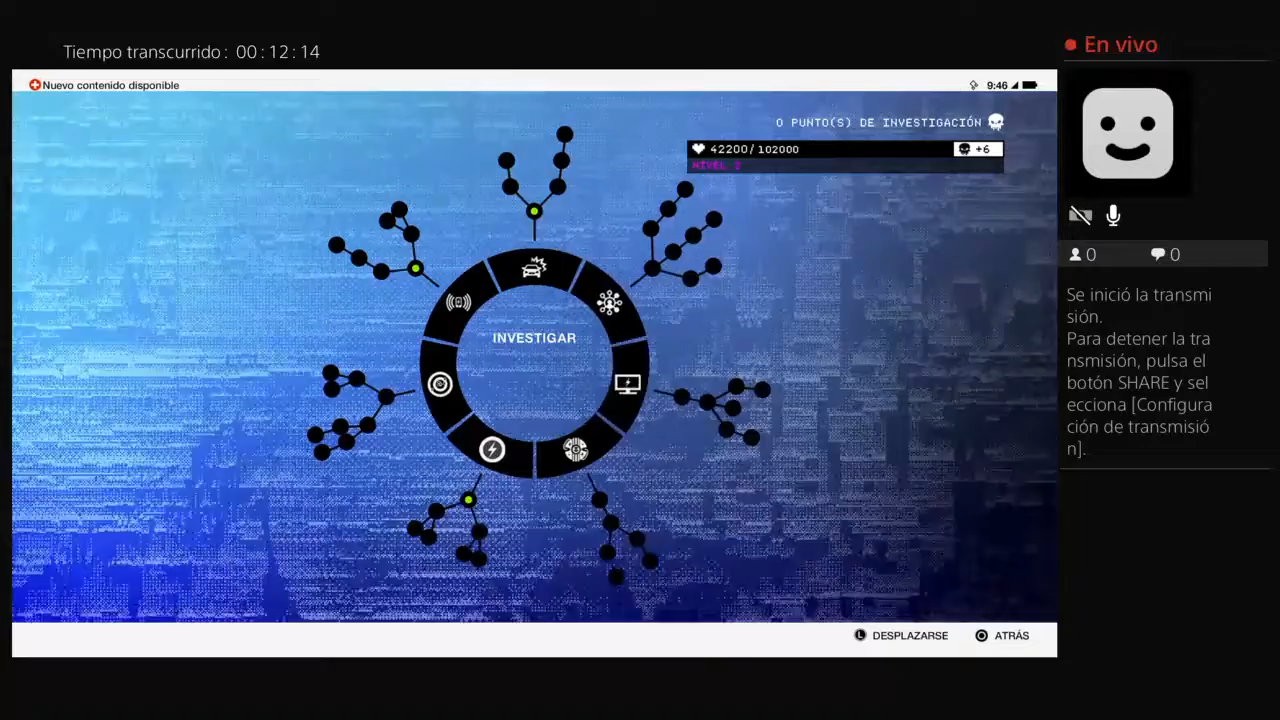 Tiempo transcurrido: 00:12:14
En vivo
Nuevo contenido disponible
9:46
0 PUNTO(S) DE INVESTIGACIÓN
42200/102000
+6
NIVEL 2
INVESTIGAR
0
0
Se inició la transmi
sión.
Para detener la tra
nsmisión, pulsa el
botón SHARE y sel
ecciona [Configura
ción de transmisió
n].
L DESPLAZARSE
ATRÁS